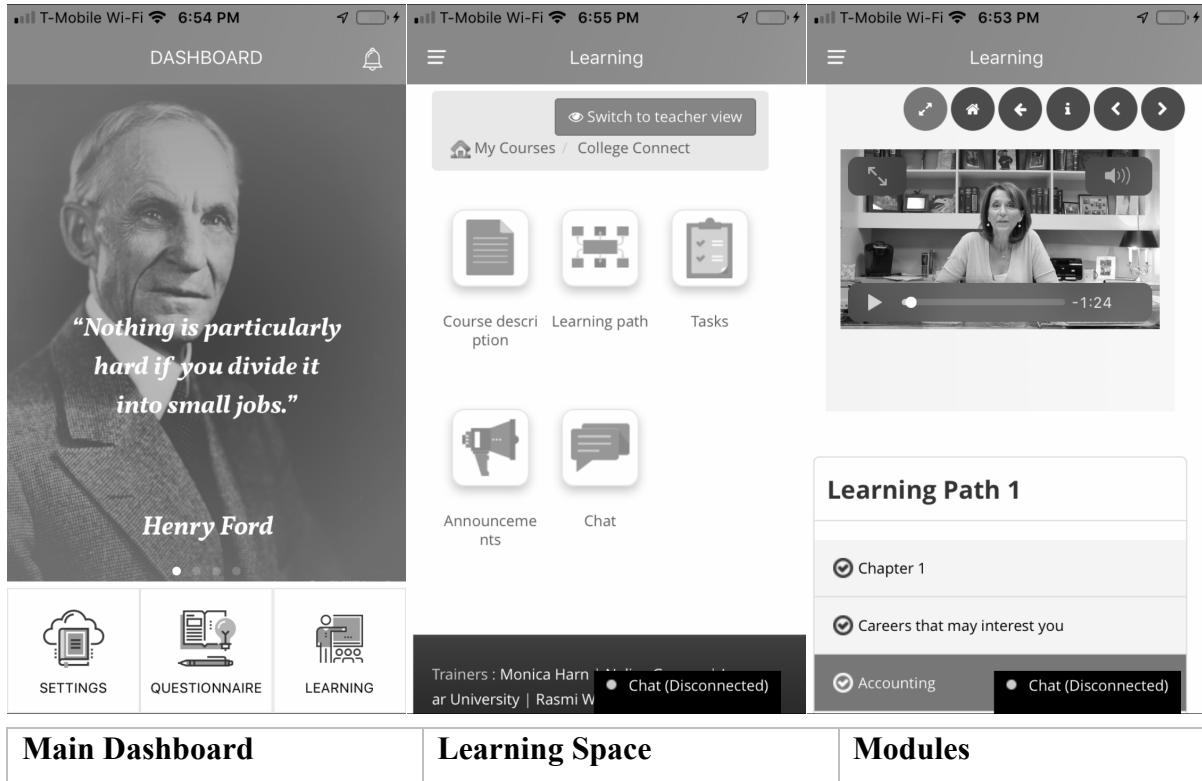 T-Mobile Wi-Fi 6:54 PM
DASHBOARD
“Nothing is particularly
hard if you divide it
into small jobs.”
Henry Ford
SETTINGS
QUESTIONNAIRE
LEARNING
T-Mobile Wi-Fi 6:55 PM
Learning
Switch to teacher view
My Courses / College Connect
Course descri
ption
Learning path
Tasks
Announceme
nts
Chat
Trainers : Monica Harn |
ar University | Rasmi W
Chat (Disconnected)
T-Mobile Wi-Fi 6:53 PM
Learning
-1:24
Learning Path 1
Chapter 1
Careers that may interest you
Accounting
Chat (Disconnected)
Main Dashboard
Learning Space
Modules